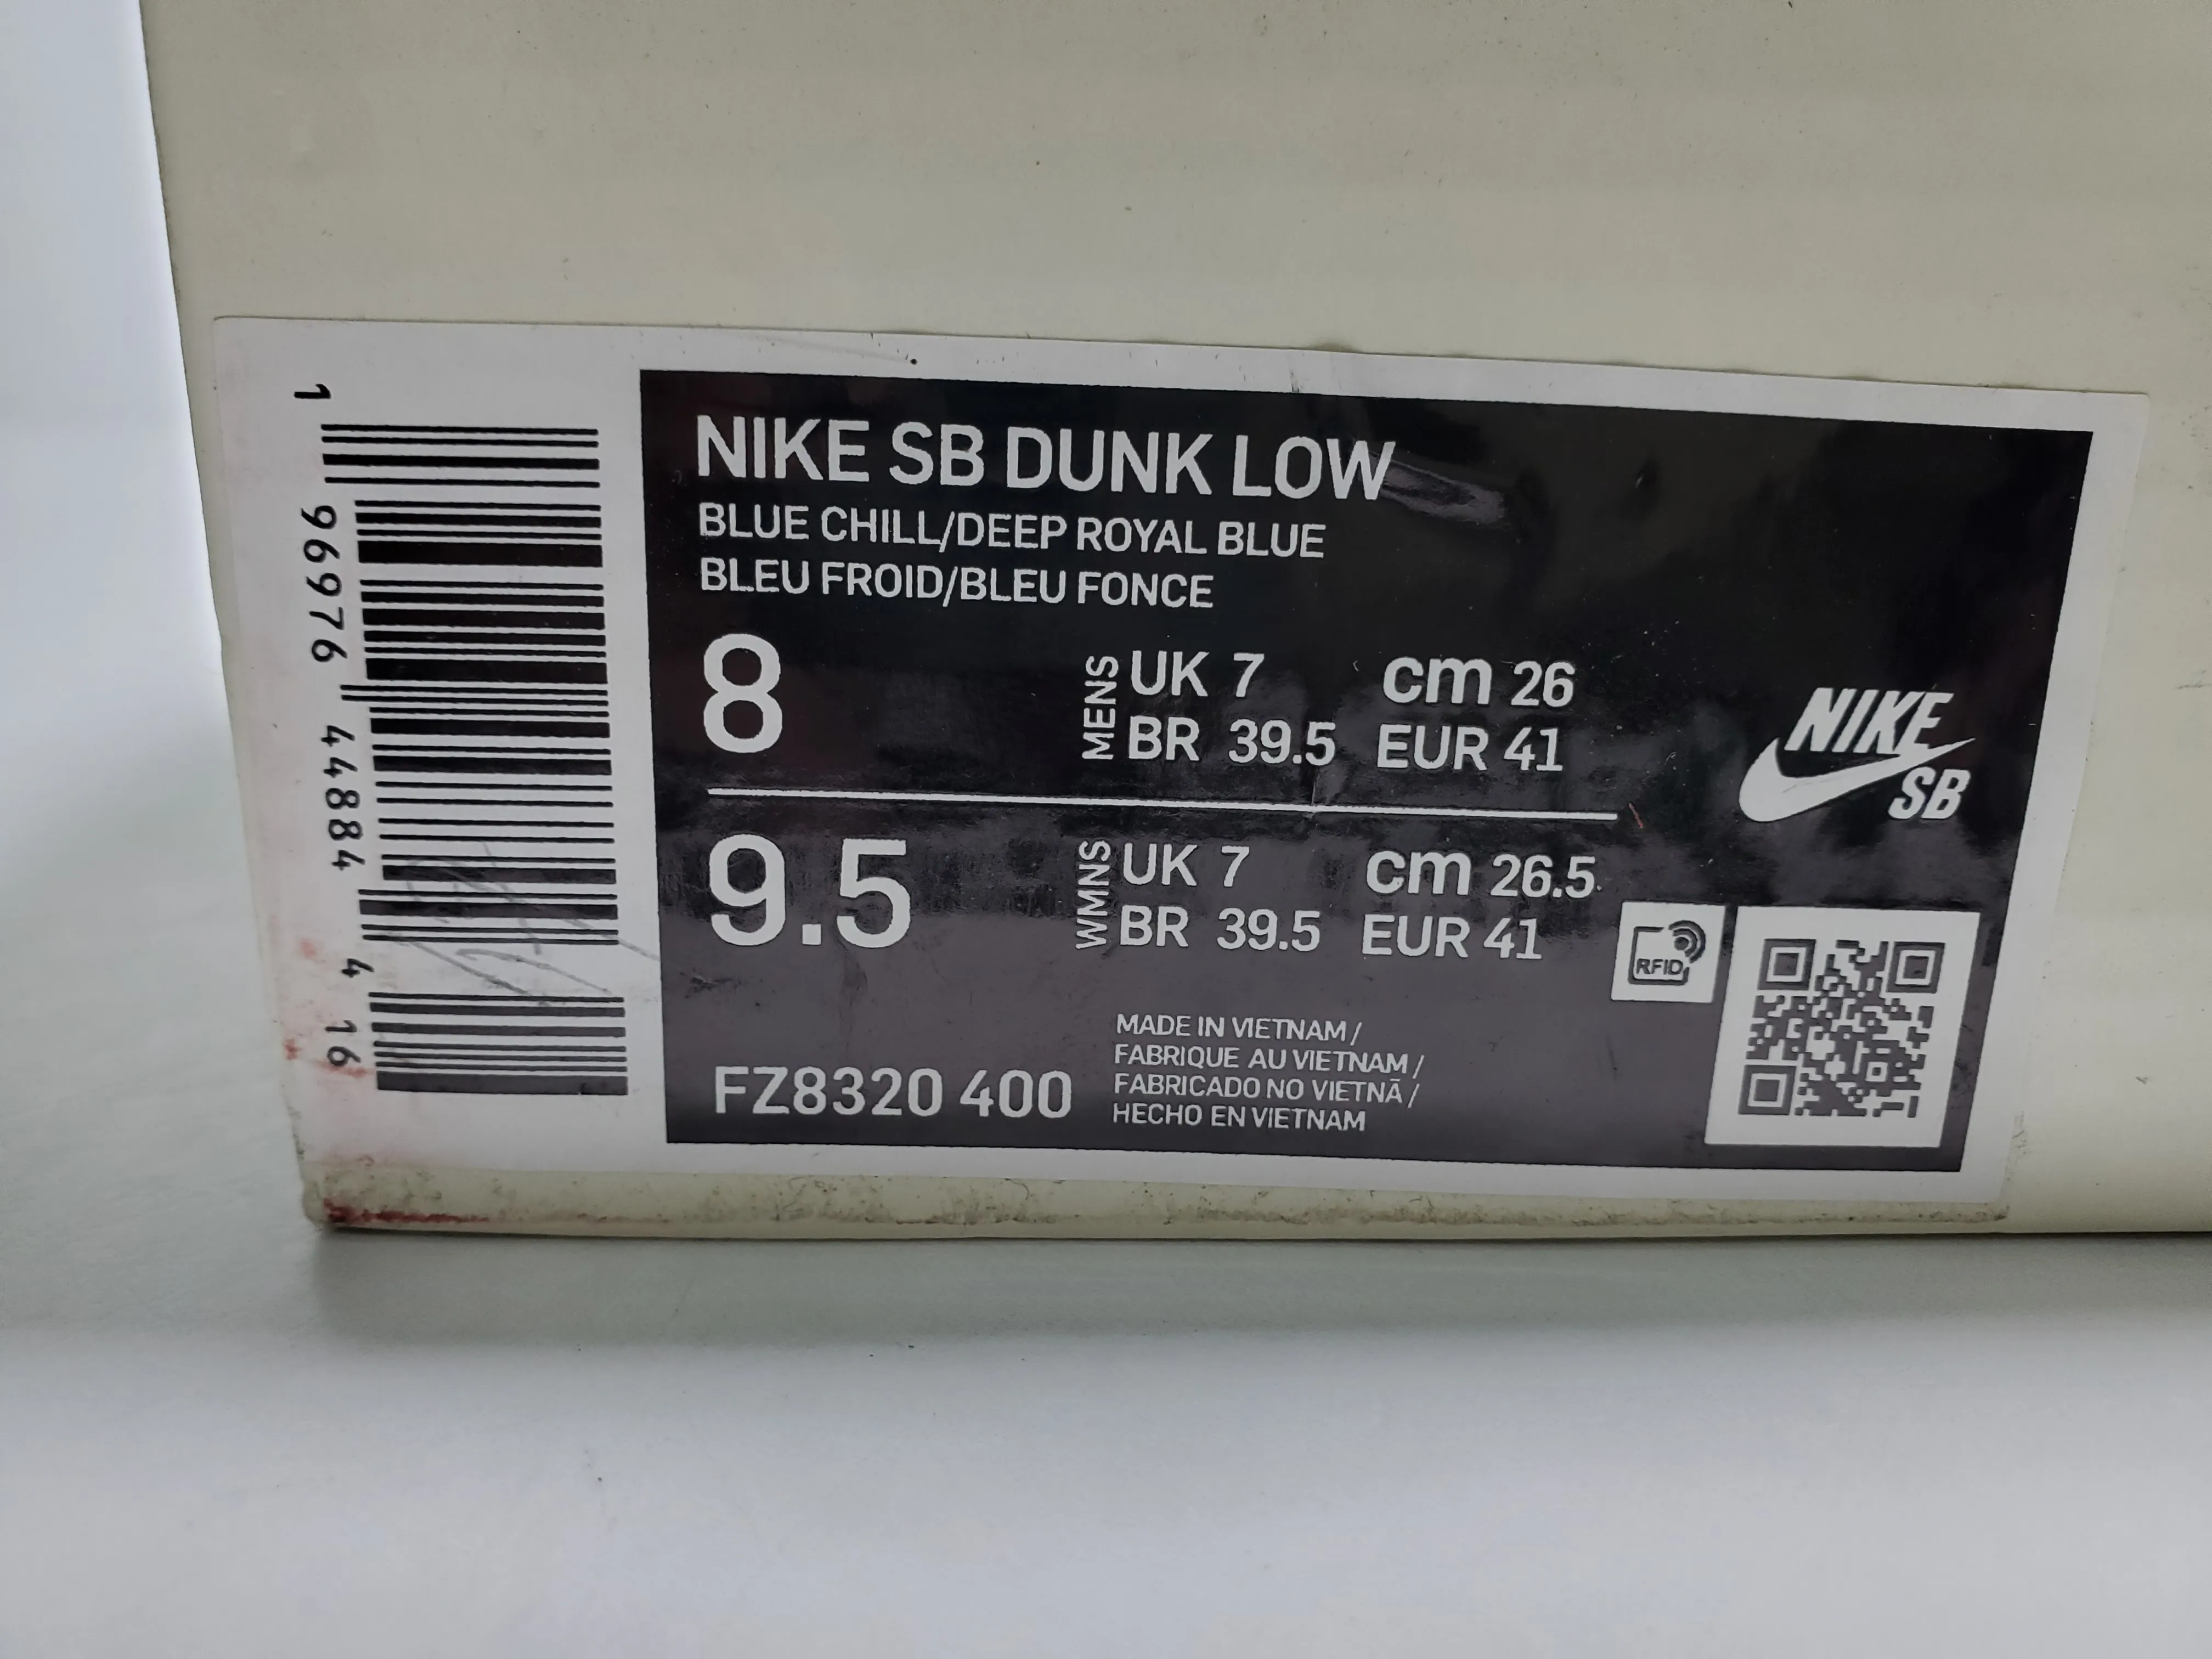 1 96976 44884 4 16
NIKE SB DUNK LOW
BLUE CHILL/DEEP ROYAL BLUE
BLEU FROID/BLEU FONCE
8
MENS
UK 7 cm 26
BR 39.5 EUR 41
9.5
WMNS
UK 7 cm 26.5
BR 39.5 EUR 41
FZ8320 400
MADE IN VIETNAM /
FABRIQUE AU VIETNAM /
FABRICADO NO VIETNÃ /
HECHO EN VIETNAM
NIKE
SB
RFID